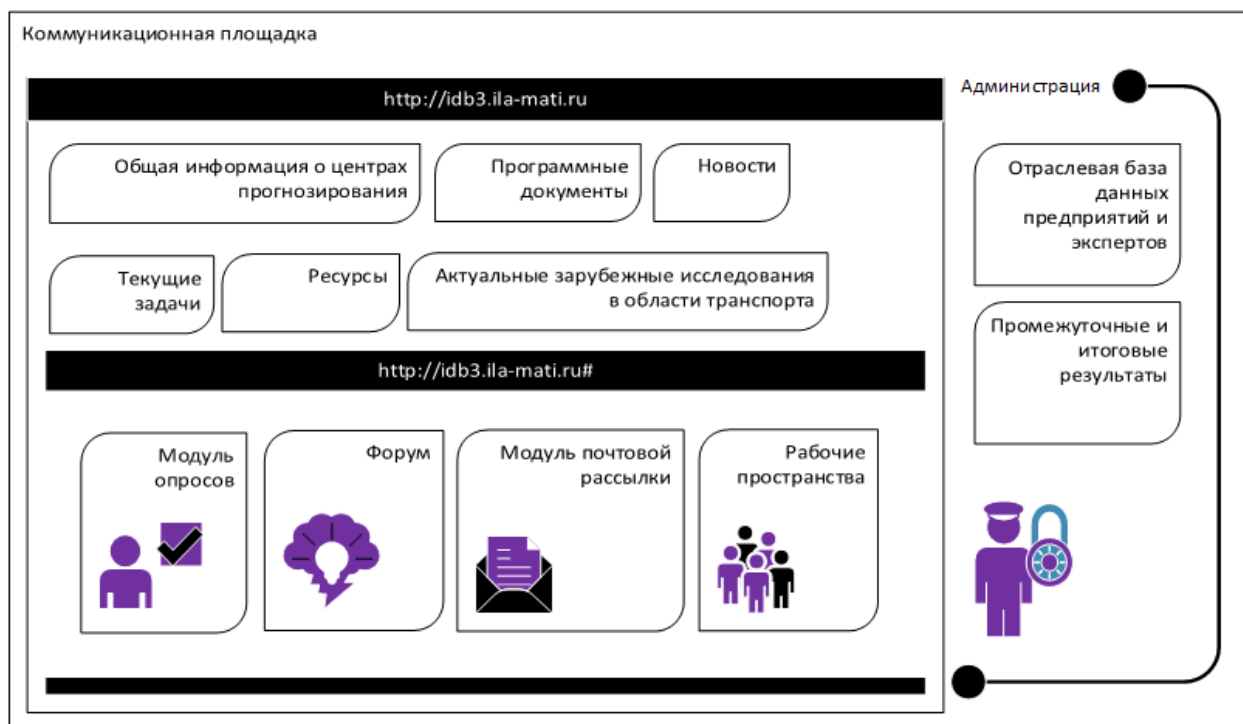 Коммуникационная площадка
http://idb3.ila-mati.ru
Администрация
Общая информация о центрах
прогнозирования
Программные
документы
Новости
Отраслевая база
данных
предприятий и
экспертов
Текущие
задачи
Ресурсы
Актуальные зарубежные исследования
в области транспорта
Промежуточные и
итоговые
результаты
http://idb3.ila-mati.ru#
Модуль
опросов
Форум
Модуль почтовой
рассылки
Рабочие
пространства